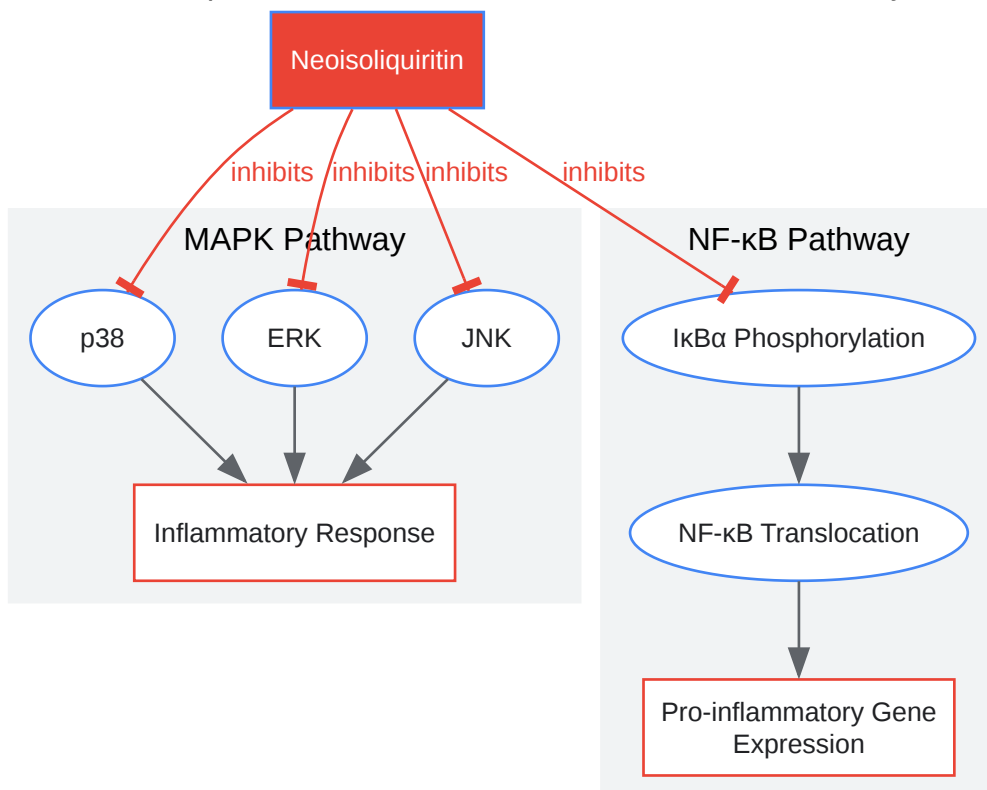 Neoisoliquiritin
inhibits inhibits inhibits inhibits
MAPK Pathway
NF-κB Pathway
p38
ERK
JNK
IκBα Phosphorylation
Inflammatory Response
NF-κB Translocation
Pro-inflammatory Gene
Expression